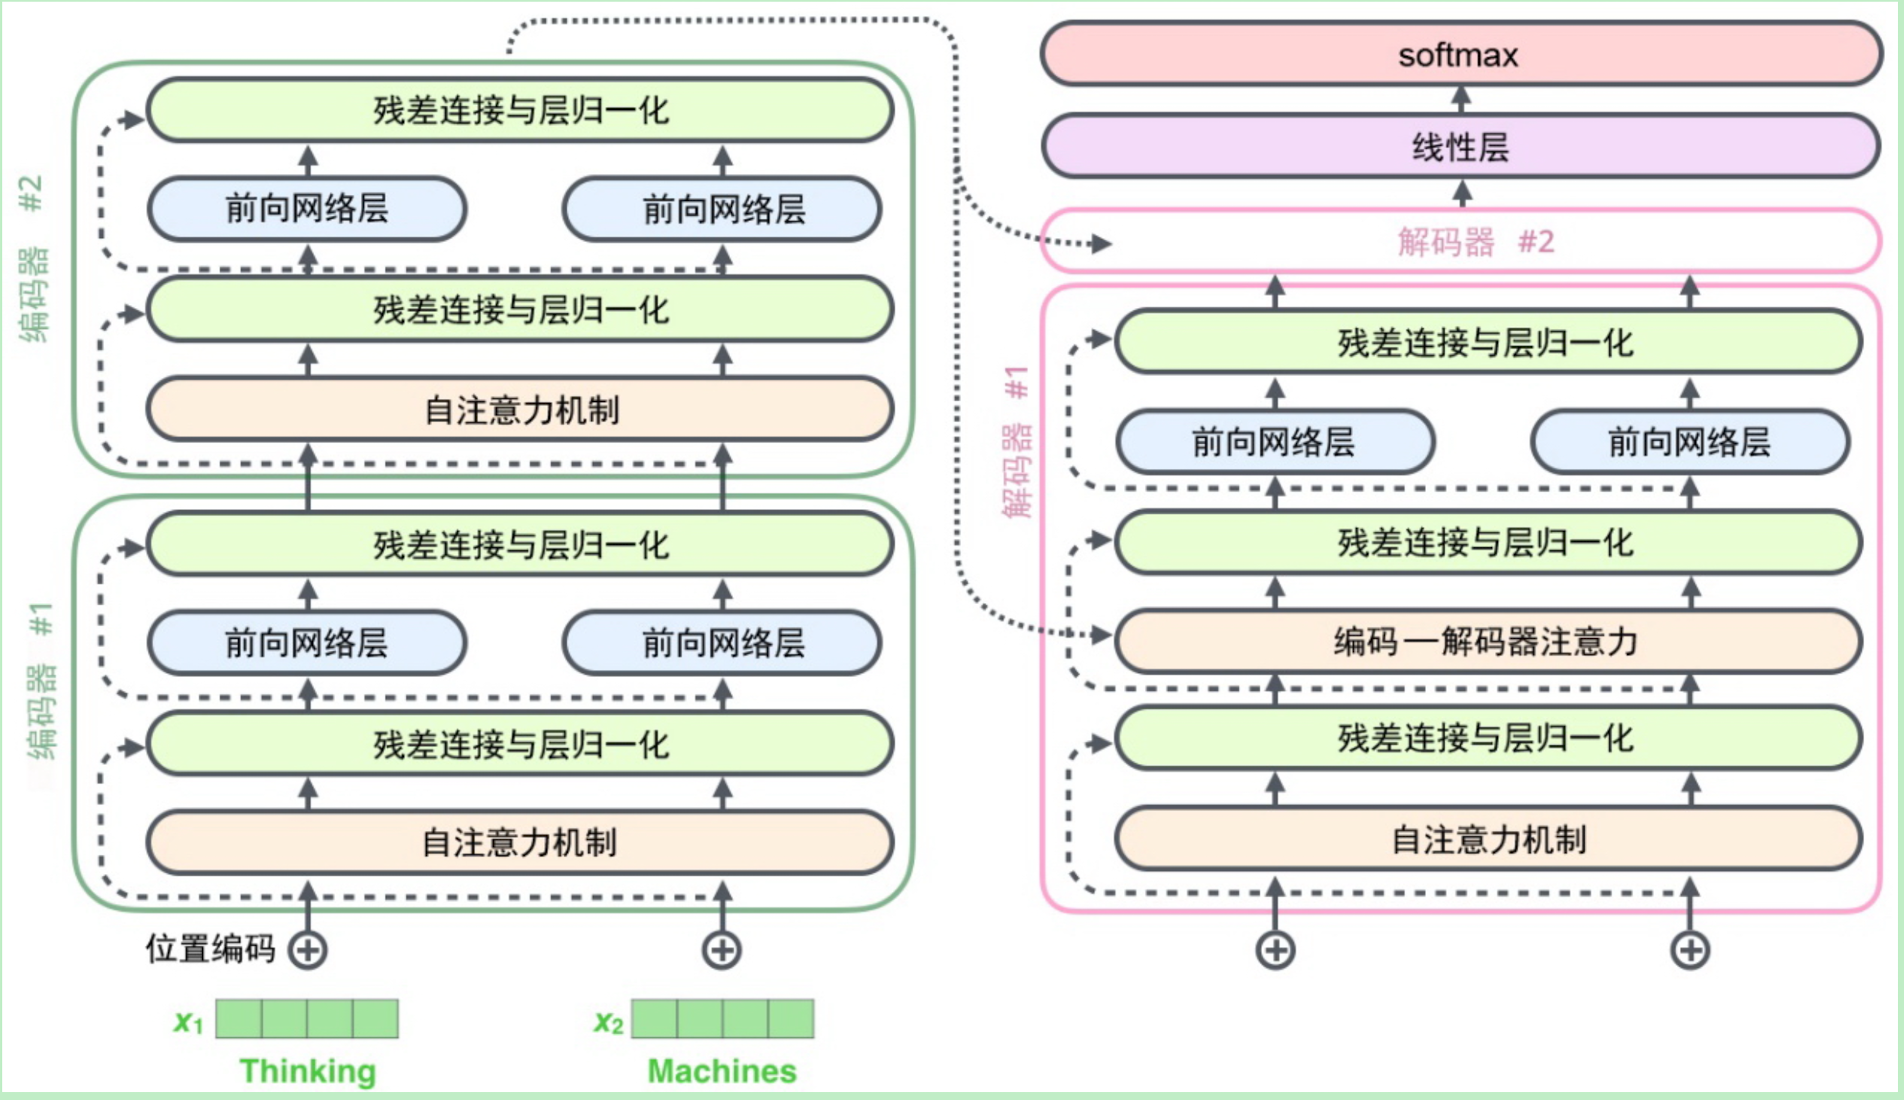 编码器 #2
残差连接与层归一化
前向网络层 前向网络层
残差连接与层归一化
自注意力机制
编码器 #1
残差连接与层归一化
前向网络层 前向网络层
残差连接与层归一化
自注意力机制
位置编码
x1 x2
Thinking Machines
softmax
线性层
解码器 #2
解码器 #1
残差连接与层归一化
前向网络层 前向网络层
残差连接与层归一化
编码—解码器注意力
残差连接与层归一化
自注意力机制